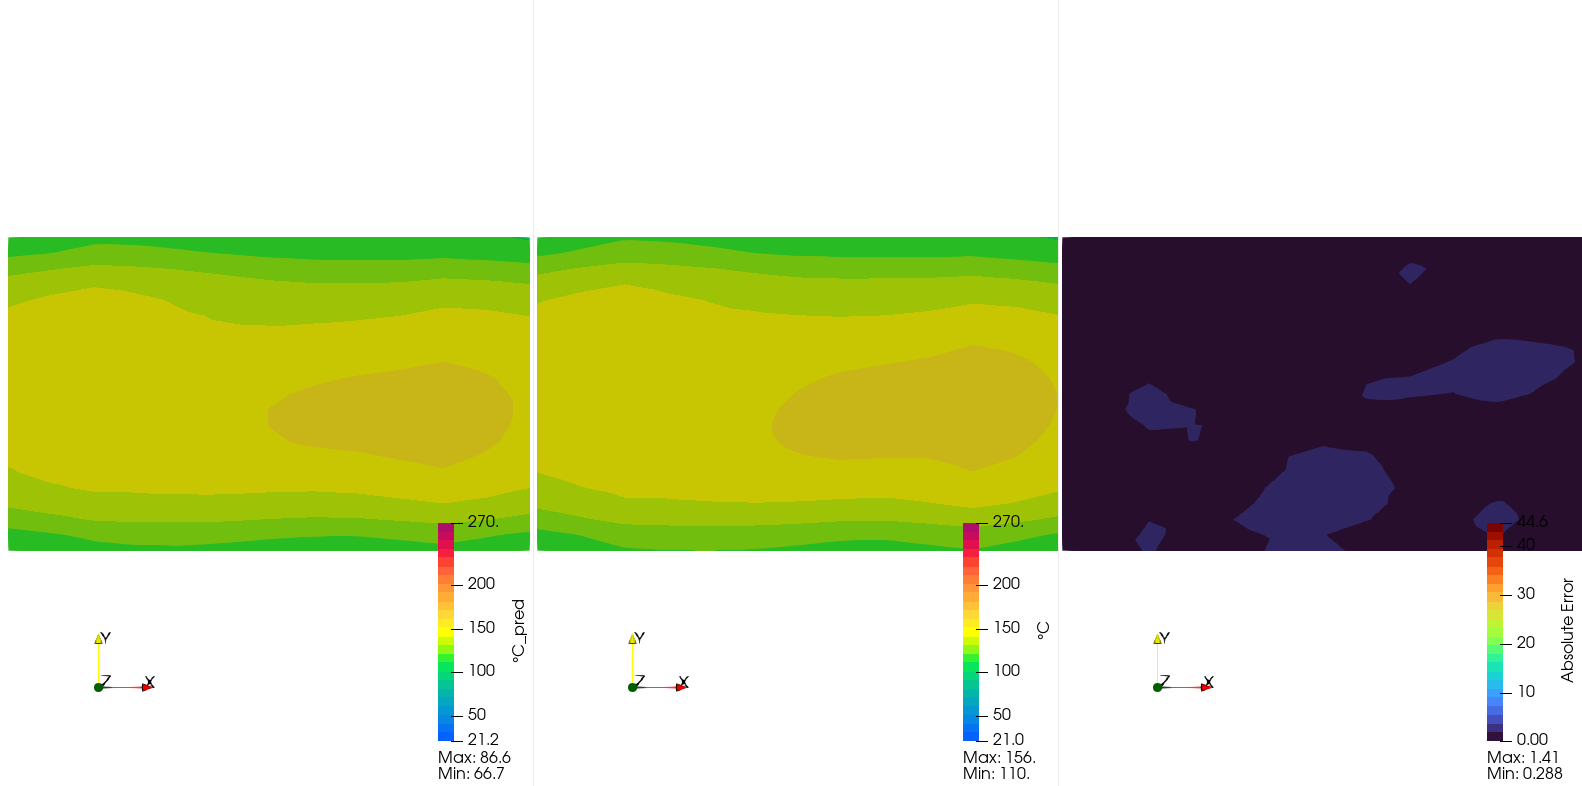 270.
200
150
100
50
21.2
°C_pred
Max: 86.6
Min: 66.7
Y
Z
X
270.
200
150
100
50
21.0
°C
Max: 156.
Min: 110.
Y
Z
X
44.6
40
30
20
10
0.00
Absolute Error
Max: 1.41
Min: 0.288
Y
Z
X